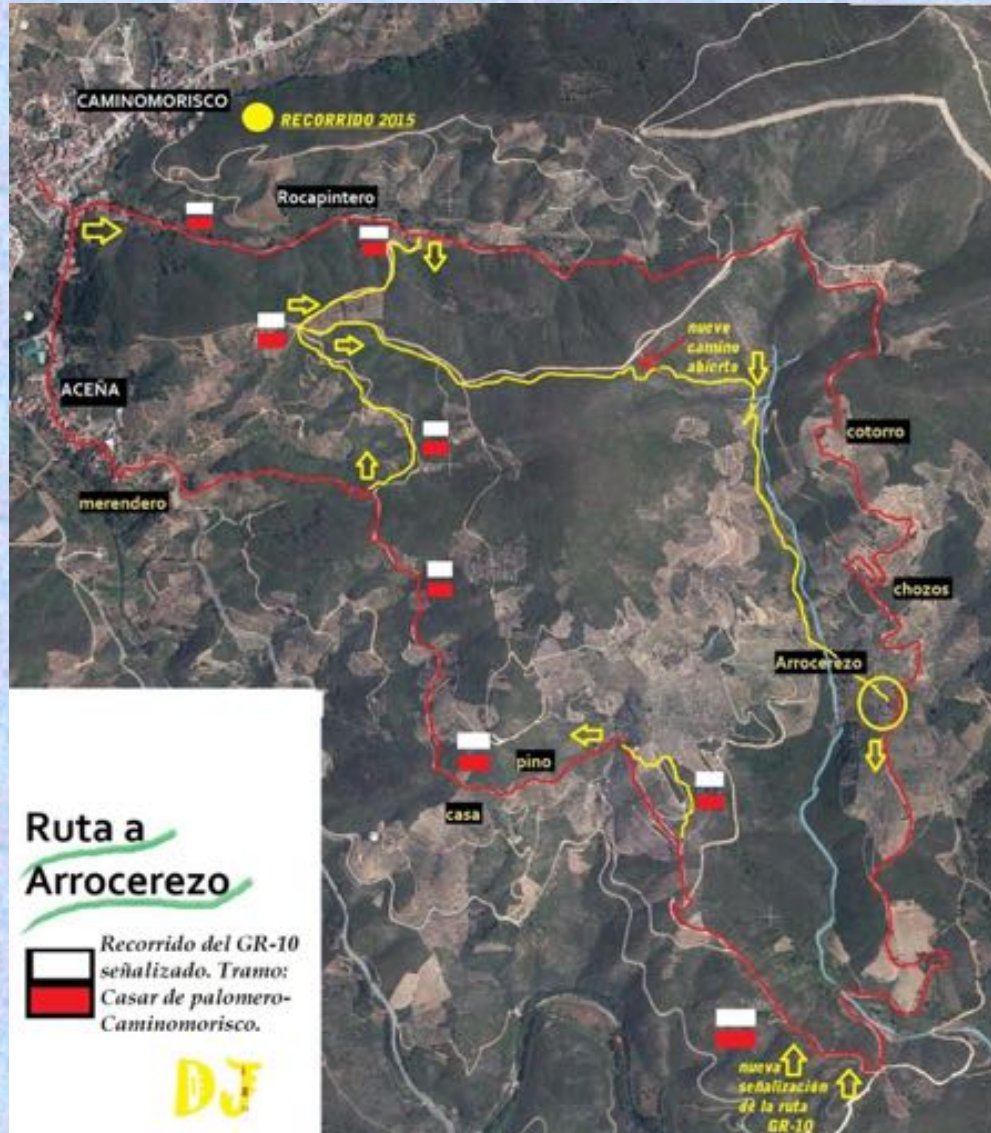 CAMINOMORISCO
RECORRIDO 2015
Rocapintero
nueve
camino
abierto
ACEÑA
cotorro
merendero
chozos
Arrocerezo
pino
casa
Ruta a
Arrocerezo
Recorrido del GR-10
señalizado. Tramo:
Casar de palomero-
Caminomorisco.
DJ
nueva
señalización
de la ruta
GR-10